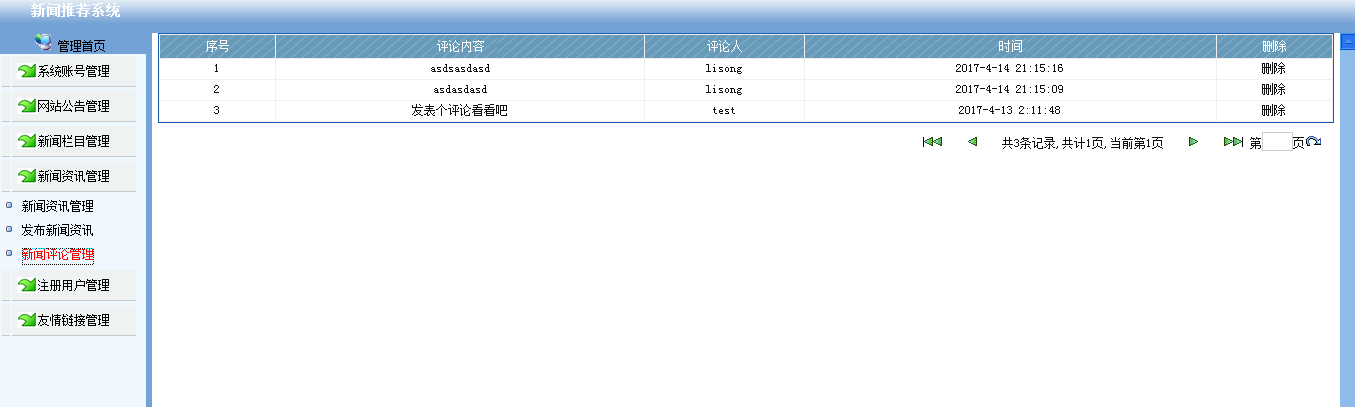 新闻推荐系统
管理首页
系统账号管理
网站公告管理
新闻栏目管理
新闻资讯管理
新闻资讯管理
发布新闻资讯
新闻评论管理
注册用户管理
友情链接管理
序号 评论内容 评论人 时间 删除
1 asdsasdasd lisong 2017-4-14 21:15:16 删除
2 asdasdasd lisong 2017-4-14 21:15:09 删除
3 发表个评论看看吧 test 2017-4-13 2:11:48 删除
共3条记录, 共计1页, 当前第1页 第 页